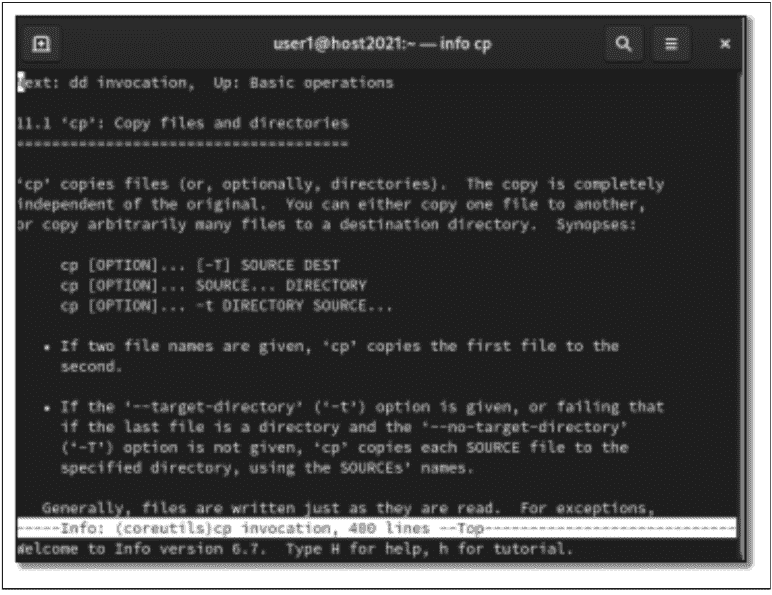 user1@host2021:~ — info cp
Next: dd invocation,  Up: Basic operations
11.1 ‘cp’: Copy files and directories
=====================================
‘cp’ copies files (or, optionally, directories).  The copy is completely
independent of the original.  You can either copy one file to another,
or copy arbitrarily many files to a destination directory.  Synopses:
cp [OPTION]... [-T] SOURCE DEST
cp [OPTION]... SOURCE... DIRECTORY
cp [OPTION]... -t DIRECTORY SOURCE...
• If two file names are given, ‘cp’ copies the first file to the
second.
• If the ‘--target-directory’ (‘-t’) option is given, or failing that
if the last file is a directory and the ‘--no-target-directory’
(‘-T’) option is not given, ‘cp’ copies each SOURCE file to the
specified directory, using the SOURCEs’ names.
Generally, files are written just as they are read.  For exceptions,
-----Info: (coreutils)cp invocation, 400 lines --Top----------------------------
Welcome to Info version 6.7.  Type H for help, h for tutorial.